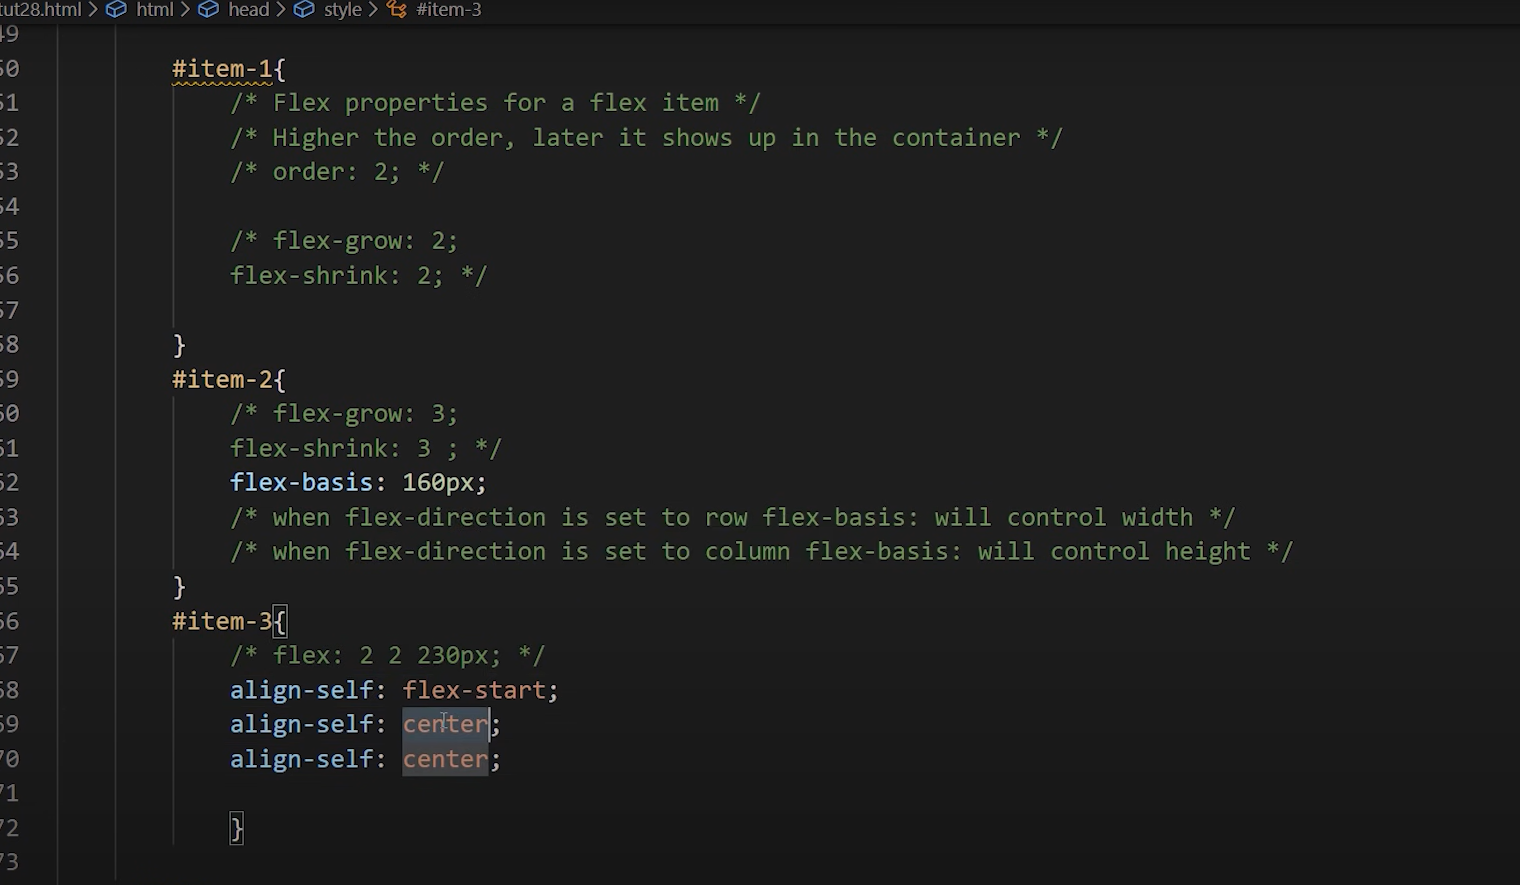 tut28.html > html > head > style > #item-3
49
50 #item-1{
51 /* Flex properties for a flex item */
52 /* Higher the order, later it shows up in the container */
53 /* order: 2; */
54
55 /* flex-grow: 2;
56 flex-shrink: 2; */
57
58 }
59 #item-2{
60 /* flex-grow: 3;
61 flex-shrink: 3 ; */
62 flex-basis: 160px;
63 /* when flex-direction is set to row flex-basis: will control width */
64 /* when flex-direction is set to column flex-basis: will control height */
65 }
66 #item-3{
67 /* flex: 2 2 230px; */
68 align-self: flex-start;
69 align-self: center;
70 align-self: center;
71
72 }
73